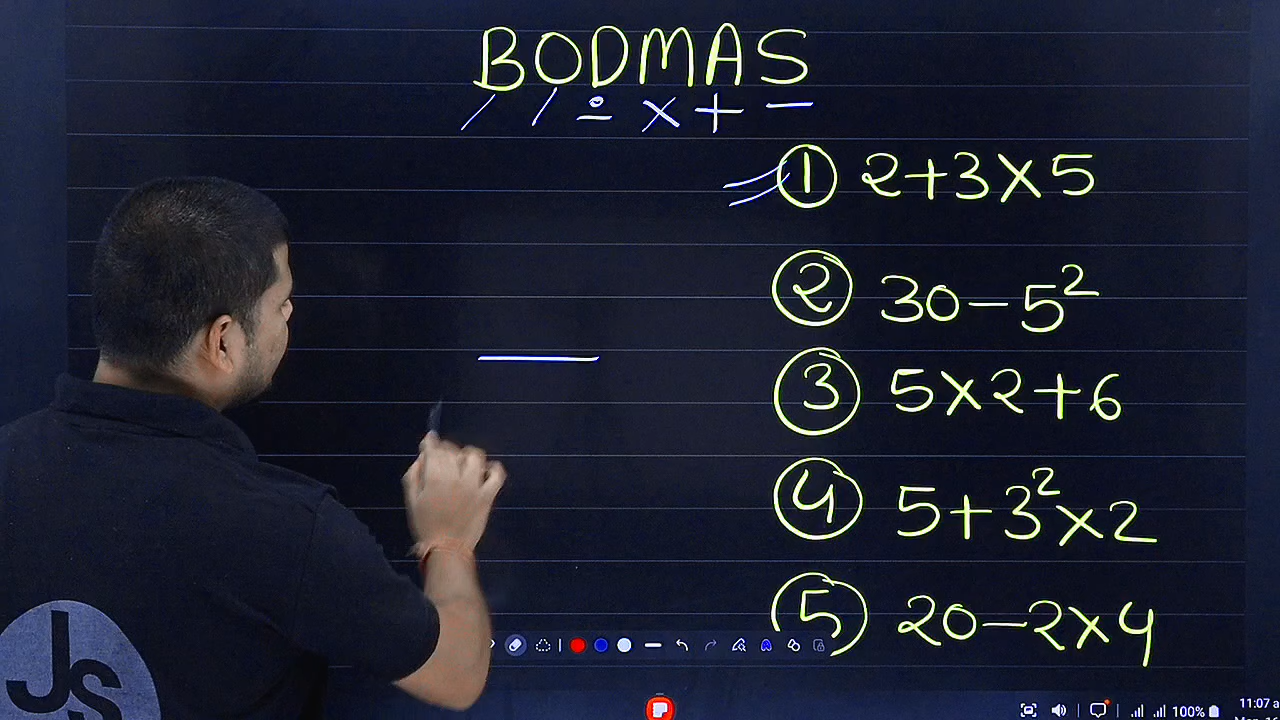 BODMAS
÷ × + −
① 2+3×5
② 30−5²
③ 5×2+6
④ 5+3²×2
⑤ 20−2×4
JS
100%
11:07 a